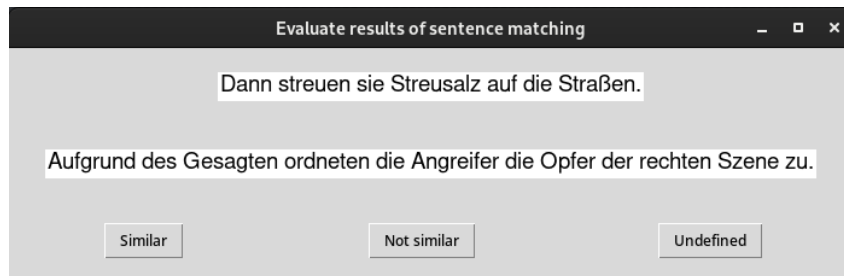 Evaluate results of sentence matching
Dann streuen sie Streusalz auf die Straßen.
Aufgrund des Gesagten ordneten die Angreifer die Opfer der rechten Szene zu.
Similar Not similar Undefined